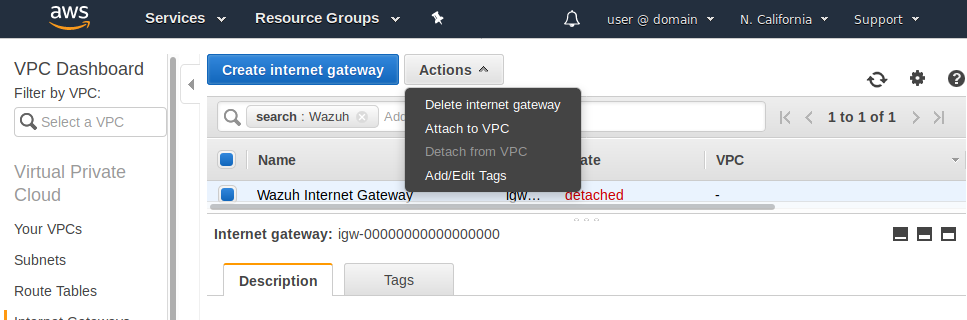 aws Services Resource Groups user @ domain N. California Support
VPC Dashboard
Filter by VPC:
Select a VPC
Virtual Private
Cloud
Your VPCs
Subnets
Route Tables
Internet Gateways
Create internet gateway Actions
Delete internet gateway
Attach to VPC
Detach from VPC
Add/Edit Tags
search : Wazuh Add
1 to 1 of 1
Name ate VPC
Wazuh Internet Gateway igw… detached -
Internet gateway: igw-00000000000000000
Description Tags